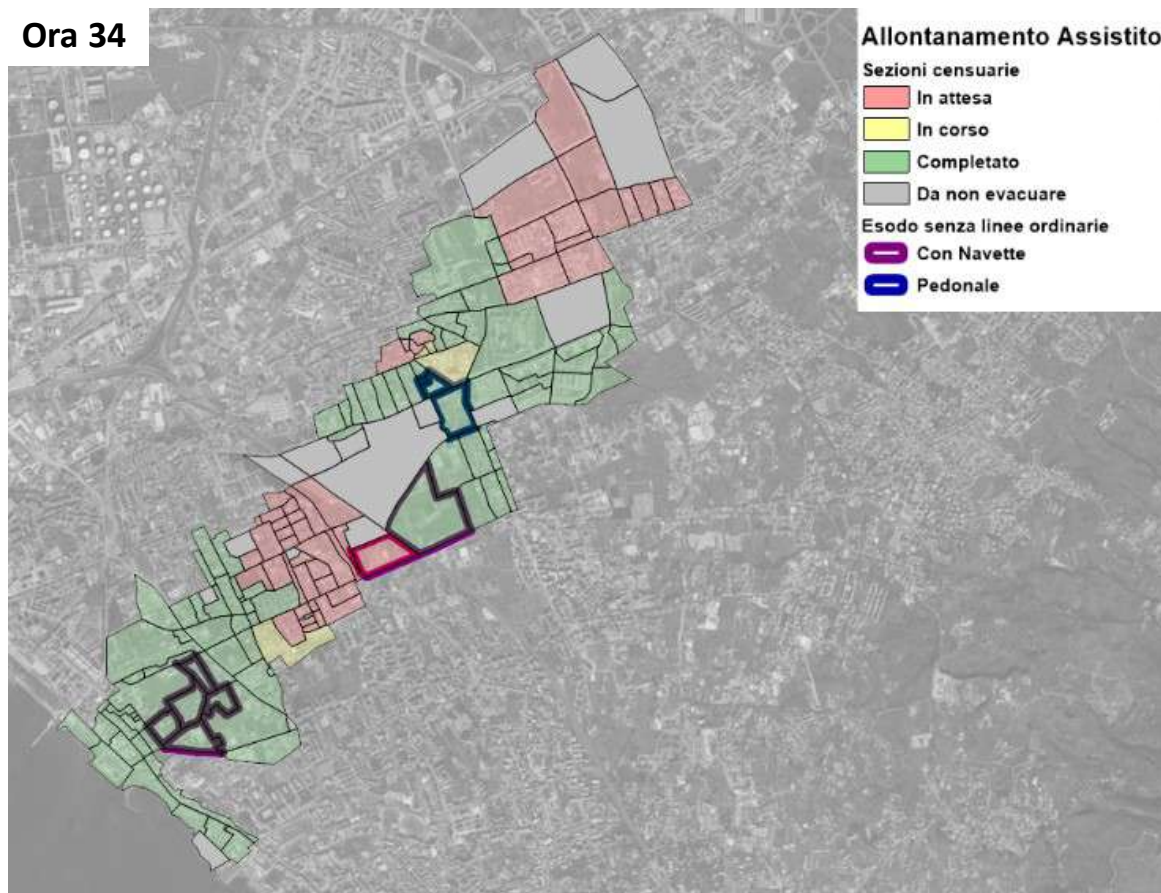 Ora 34
Allontanamento Assistito
Sezioni censuarie
In attesa
In corso
Completato
Da non evacuare
Esodo senza linee ordinarie
Con Navette
Pedonale